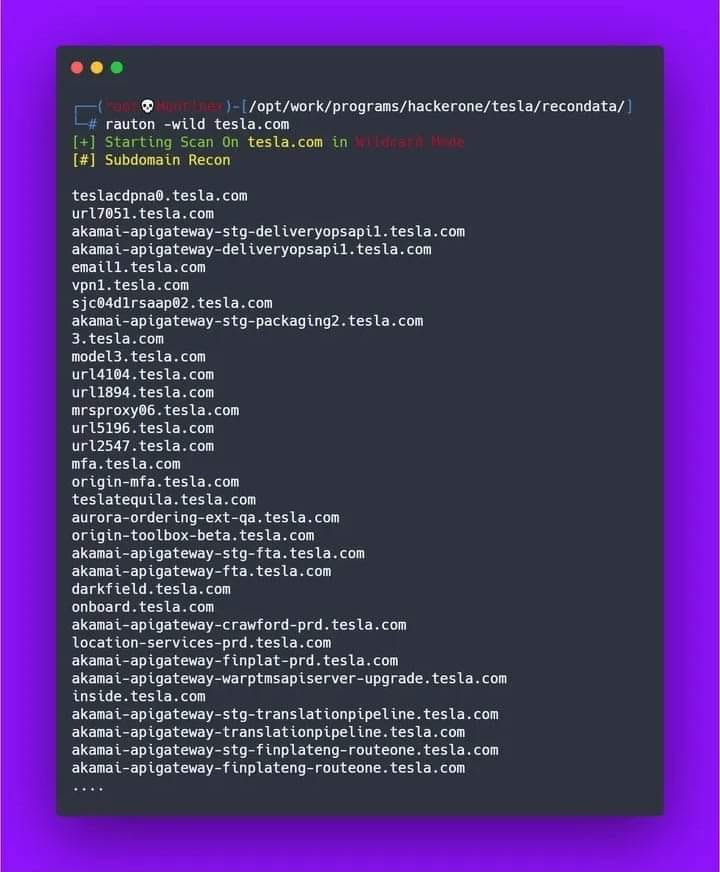 ┌──(root💀Mont1nex)-[/opt/work/programs/hackerone/tesla/recondata/]
└─# rauton -wild tesla.com
[+] Starting Scan On tesla.com in Wildcard Mode
[#] Subdomain Recon
teslacdpna0.tesla.com
url7051.tesla.com
akamai-apigateway-stg-deliveryopsapi1.tesla.com
akamai-apigateway-deliveryopsapi1.tesla.com
email1.tesla.com
vpn1.tesla.com
sjc04d1rsaap02.tesla.com
akamai-apigateway-stg-packaging2.tesla.com
3.tesla.com
model3.tesla.com
url4104.tesla.com
url1894.tesla.com
mrsproxy06.tesla.com
url5196.tesla.com
url2547.tesla.com
mfa.tesla.com
origin-mfa.tesla.com
teslatequila.tesla.com
aurora-ordering-ext-qa.tesla.com
origin-toolbox-beta.tesla.com
akamai-apigateway-stg-fta.tesla.com
akamai-apigateway-fta.tesla.com
darkfield.tesla.com
onboard.tesla.com
akamai-apigateway-crawford-prd.tesla.com
location-services-prd.tesla.com
akamai-apigateway-finplat-prd.tesla.com
akamai-apigateway-warptmsapiserver-upgrade.tesla.com
inside.tesla.com
akamai-apigateway-stg-translationpipeline.tesla.com
akamai-apigateway-translationpipeline.tesla.com
akamai-apigateway-stg-finplateng-routeone.tesla.com
akamai-apigateway-finplateng-routeone.tesla.com
....